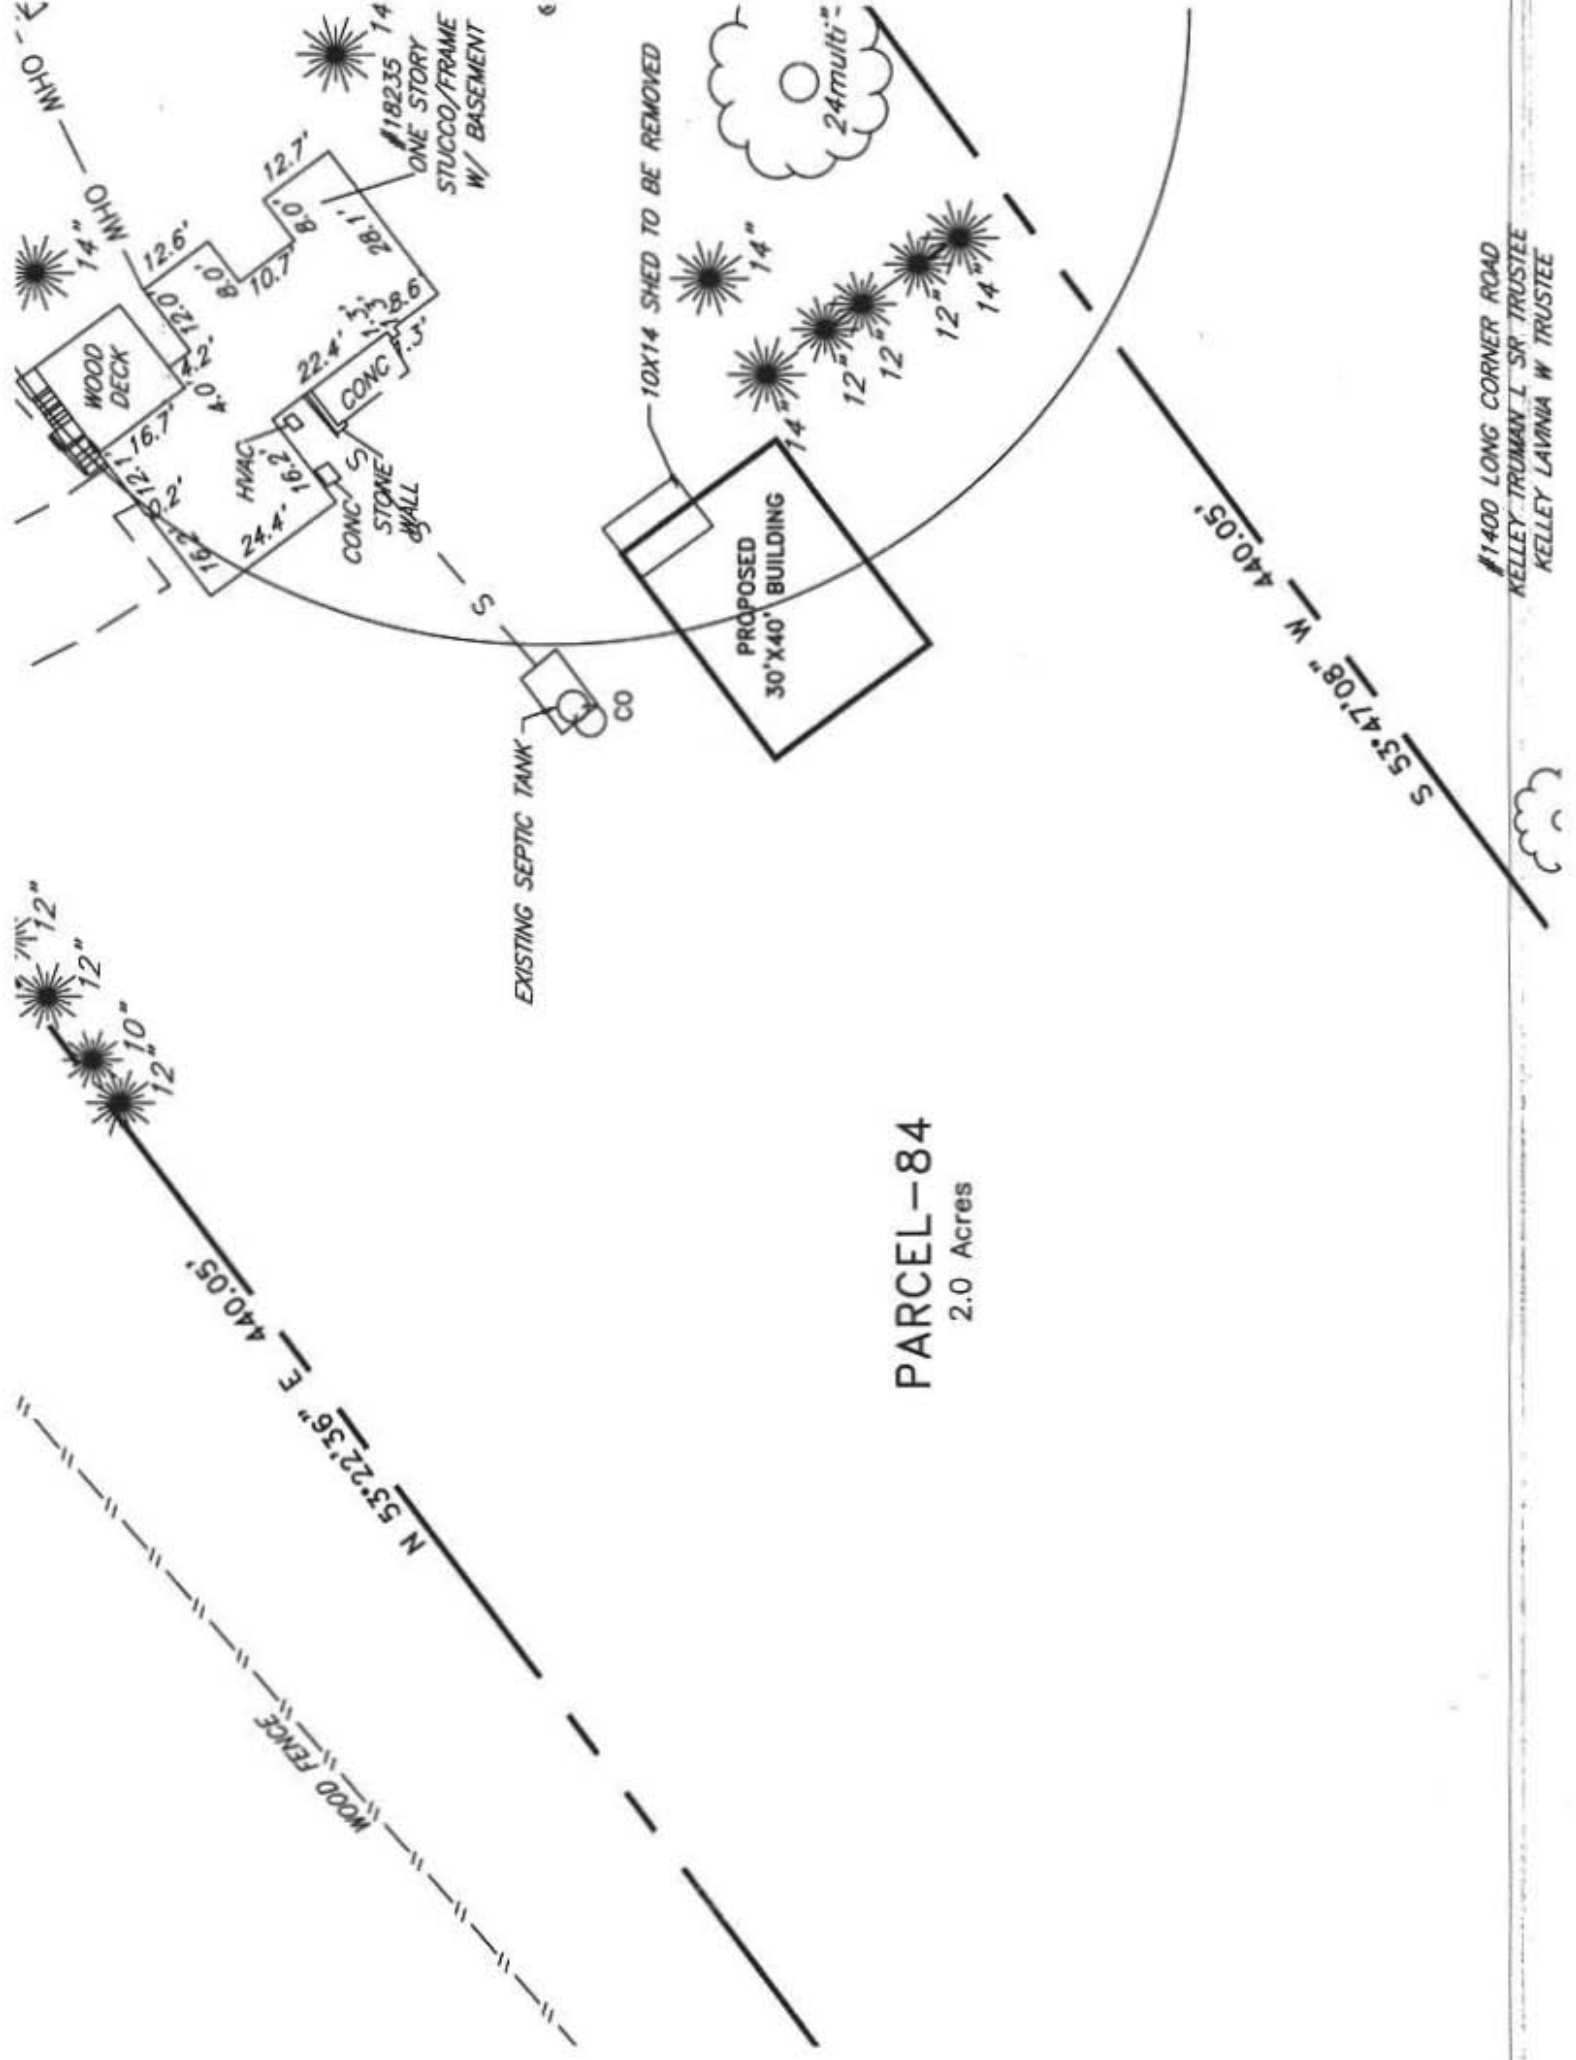 OHW
OHW
14"
14
#18235
ONE STORY
STUCCO/FRAME
W/ BASEMENT
12.7'
8.0'
28.1'
10.7'
8.0'
12.6'
12.0'
4.2'
4.0'
WOOD
DECK
16.7'
12.1'
0.2'
16.2'
24.4'
HVAC
16.2'
22.4'
CONC
8.6'
CONC
STONE
WALL
S
S
S
EXISTING SEPTIC TANK
CO
10X14 SHED TO BE REMOVED
PROPOSED
30'X40' BUILDING
24multi"
14"
14"
12"
12"
12"
14"
S 53°47'08" W 440.05'
#1400 LONG CORNER ROAD
KELLEY TRUMAN L SR TRUSTEE
KELLEY LAVINIA W TRUSTEE
12"
12"
10"
12"
N 53°22'36" E 440.05'
WOOD FENCE
PARCEL-84
2.0 Acres